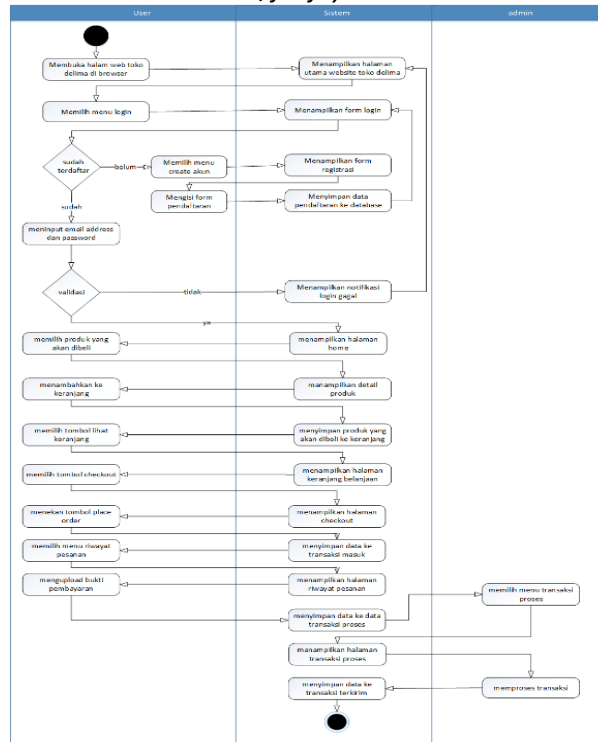 User
Sistem
admin
Membuka halam web toko
delima di browser
Menampilkan halaman
utama website toko delima
Memilih menu login
Menampilkan form login
sudah
terdaftar
belum
Memilih menu
create akun
Menampilkan form
registrasi
Mengisi form
pendaftaran
Menyimpan data
pendaftaran ke database
sudah
meninput email address
dan password
validasi
tidak
Menampilkan notifikasi
login gagal
ya
memilih produk yang
akan dibeli
menampilkan halaman
home
menambahkan ke
keranjang
manampilkan detail
produk
memilih tombol lihat
keranjang
menyimpan produk yang
akan dibeli ke keranjang
memilih tombol checkout
menampilkan halaman
keranjang belanjaan
menekan tombol place
order
menampilkan halaman
checkout
memilih menu riwayat
pesanan
menyimpan data ke
transaksi masuk
mengupload bukti
pembayaran
menampilkan halaman
riwayat pesanan
memilih menu transaksi
proses
menyimpan data ke data
transaksi proses
manampilkan halaman
transaksi proses
menyimpan data ke
transaksi terkirim
memproses transaksi